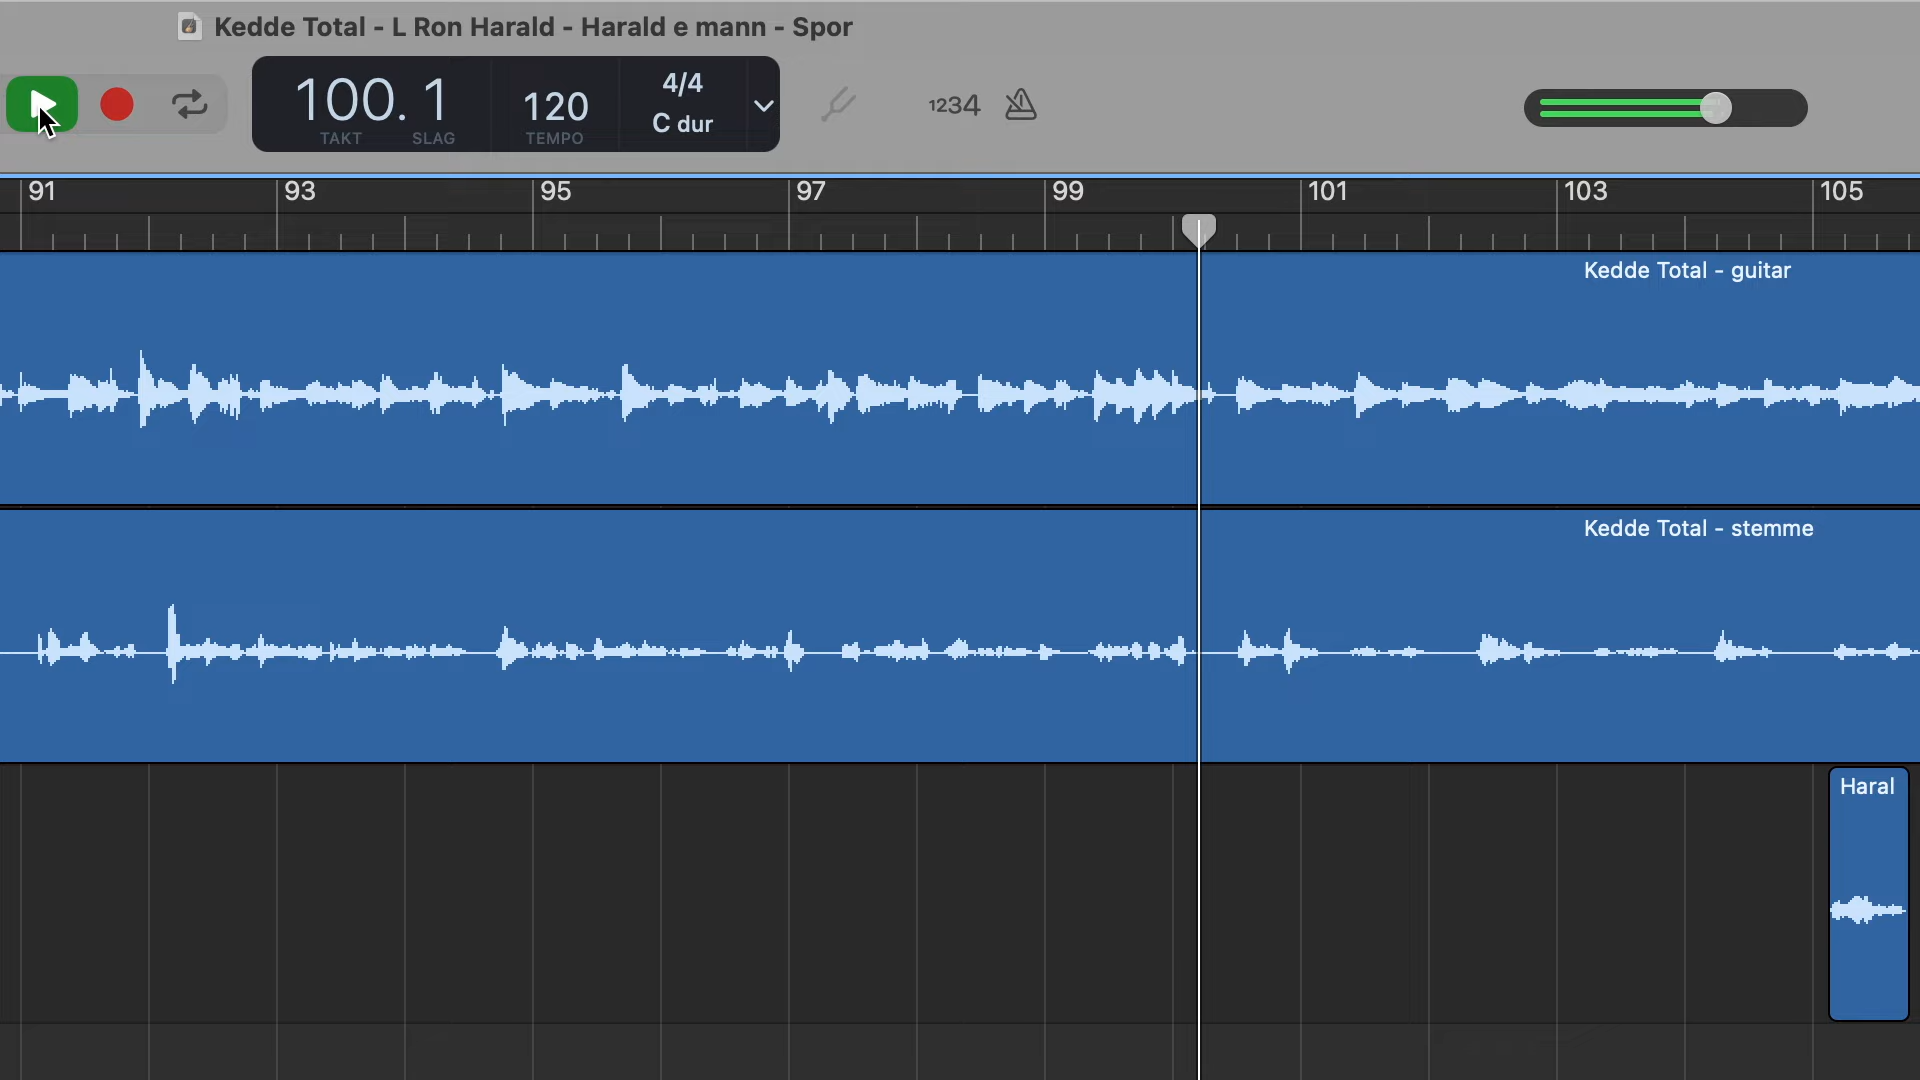 Kedde Total - L Ron Harald - Harald e mann - Spor
100. 1
TAKT SLAG
120
TEMPO
4/4
C dur
1234
91 93 95 97 99 101 103 105
Kedde Total - guitar
Kedde Total - stemme
Haral